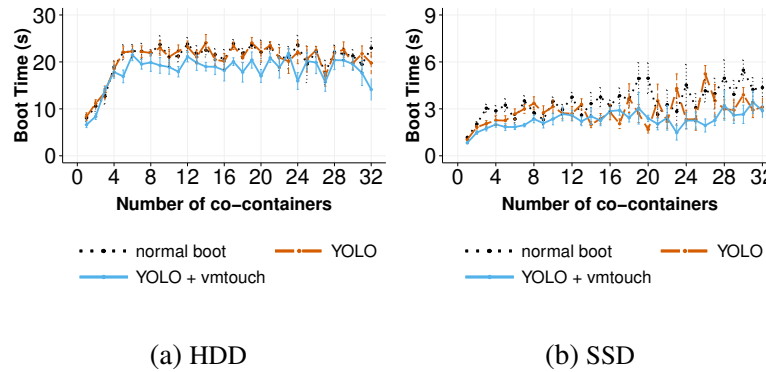 30
20
10
0
Boot Time (s)
0 4 8 12 16 20 24 28 32
Number of co-containers
normal boot YOLO
YOLO + vmtouch
(a) HDD
9
6
3
0
Boot Time (s)
0 4 8 12 16 20 24 28 32
Number of co-containers
normal boot YOLO
YOLO + vmtouch
(b) SSD